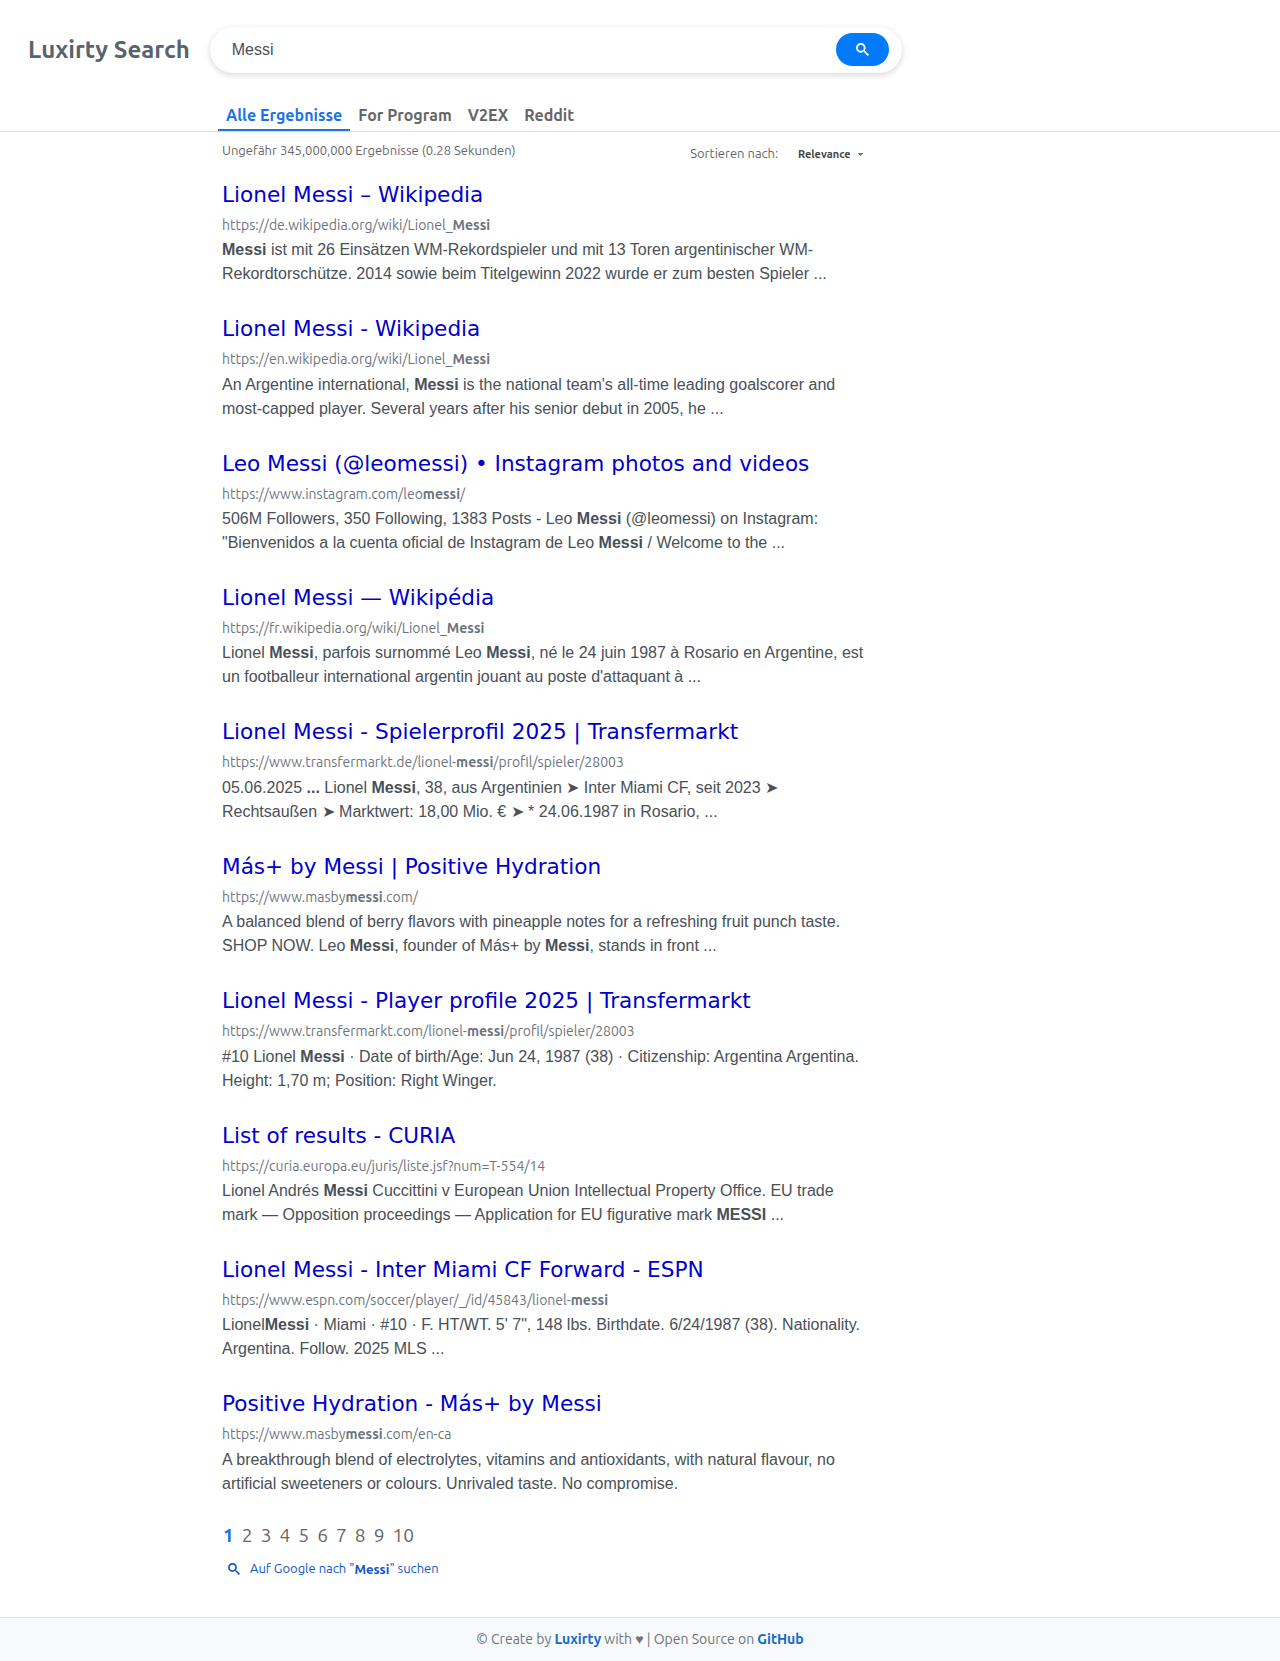 Luxirty Search
Messi
Alle Ergebnisse For Program V2EX Reddit
Ungefähr 345,000,000 Ergebnisse (0.28 Sekunden)
Sortieren nach: Relevance
Lionel Messi – Wikipedia
https://de.wikipedia.org/wiki/Lionel_Messi
Messi ist mit 26 Einsätzen WM-Rekordspieler und mit 13 Toren argentinischer WM-
Rekordtorschütze. 2014 sowie beim Titelgewinn 2022 wurde er zum besten Spieler ...
Lionel Messi - Wikipedia
https://en.wikipedia.org/wiki/Lionel_Messi
An Argentine international, Messi is the national team's all-time leading goalscorer and
most-capped player. Several years after his senior debut in 2005, he ...
Leo Messi (@leomessi) • Instagram photos and videos
https://www.instagram.com/leomessi/
506M Followers, 350 Following, 1383 Posts - Leo Messi (@leomessi) on Instagram:
"Bienvenidos a la cuenta oficial de Instagram de Leo Messi / Welcome to the ...
Lionel Messi — Wikipédia
https://fr.wikipedia.org/wiki/Lionel_Messi
Lionel Messi, parfois surnommé Leo Messi, né le 24 juin 1987 à Rosario en Argentine, est
un footballeur international argentin jouant au poste d'attaquant à ...
Lionel Messi - Spielerprofil 2025 | Transfermarkt
https://www.transfermarkt.de/lionel-messi/profil/spieler/28003
05.06.2025 ... Lionel Messi, 38, aus Argentinien ➤ Inter Miami CF, seit 2023 ➤
Rechtsaußen ➤ Marktwert: 18,00 Mio. € ➤ * 24.06.1987 in Rosario, ...
Más+ by Messi | Positive Hydration
https://www.masbymessi.com/
A balanced blend of berry flavors with pineapple notes for a refreshing fruit punch taste.
SHOP NOW. Leo Messi, founder of Más+ by Messi, stands in front ...
Lionel Messi - Player profile 2025 | Transfermarkt
https://www.transfermarkt.com/lionel-messi/profil/spieler/28003
#10 Lionel Messi · Date of birth/Age: Jun 24, 1987 (38) · Citizenship: Argentina Argentina.
Height: 1,70 m; Position: Right Winger.
List of results - CURIA
https://curia.europa.eu/juris/liste.jsf?num=T-554/14
Lionel Andrés Messi Cuccittini v European Union Intellectual Property Office. EU trade
mark — Opposition proceedings — Application for EU figurative mark MESSI ...
Lionel Messi - Inter Miami CF Forward - ESPN
https://www.espn.com/soccer/player/_/id/45843/lionel-messi
LionelMessi · Miami · #10 · F. HT/WT. 5' 7", 148 lbs. Birthdate. 6/24/1987 (38). Nationality.
Argentina. Follow. 2025 MLS ...
Positive Hydration - Más+ by Messi
https://www.masbymessi.com/en-ca
A breakthrough blend of electrolytes, vitamins and antioxidants, with natural flavour, no
artificial sweeteners or colours. Unrivaled taste. No compromise.
1 2 3 4 5 6 7 8 9 10
Auf Google nach "Messi" suchen
© Create by Luxirty with ♥ | Open Source on GitHub